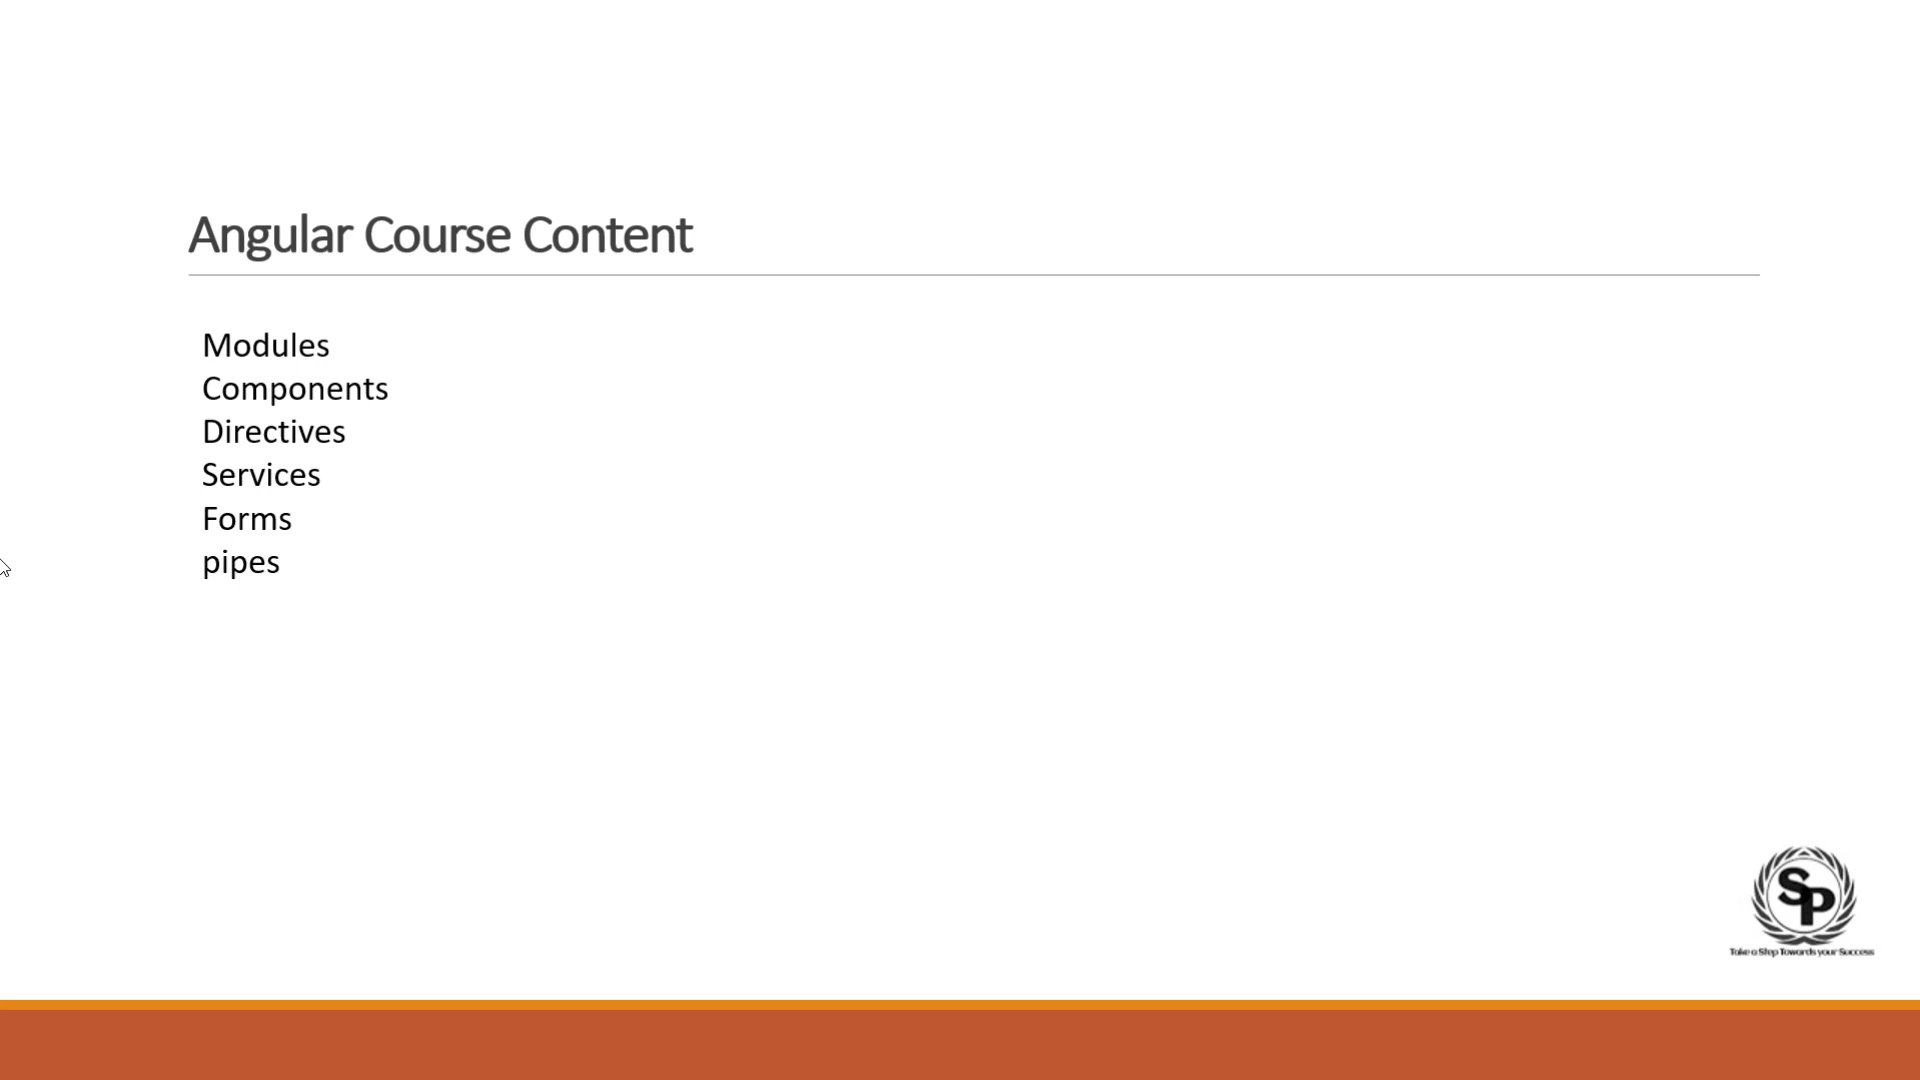 Angular Course Content
Modules
Components
Directives
Services
Forms
pipes
SP
Take a Step Towards your Success